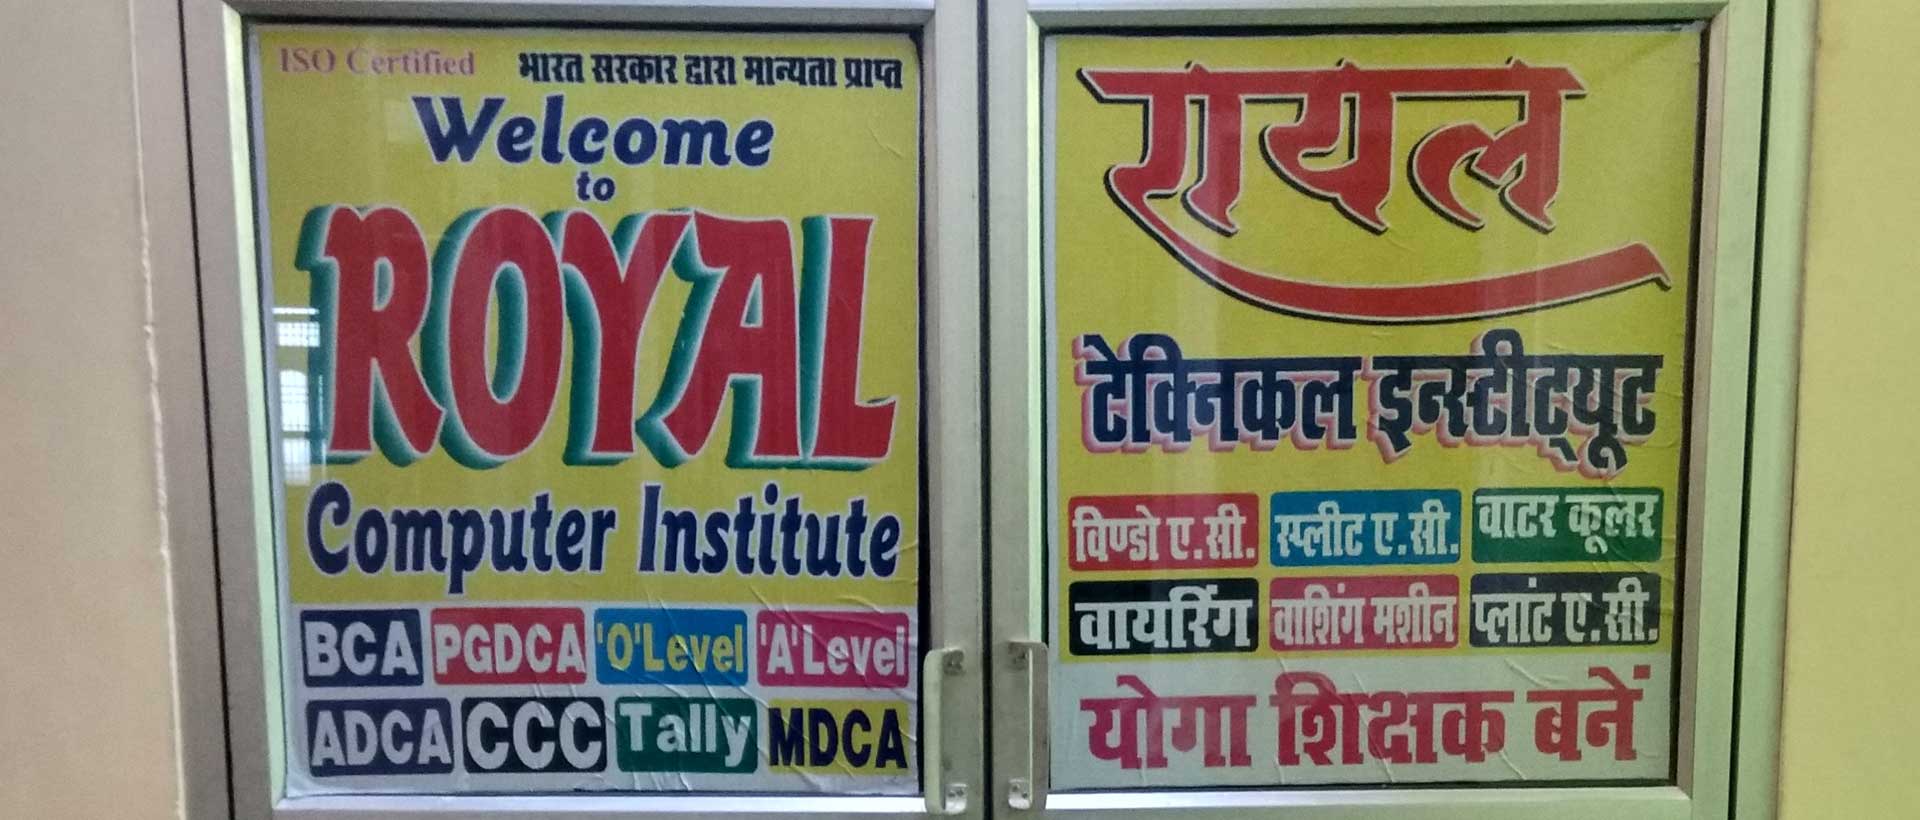 ISO Certified भारत सरकार द्वारा मान्यता प्राप्त
Welcome
to
ROYAL
Computer Institute
BCA PGDCA 'O'Level 'A'Level
ADCA CCC Tally MDCA
रायल
टेक्निकल इन्स्टीट्यूट
विण्डो ए.सी. स्प्लीट ए.सी. वाटर कूलर
वायरिंग वाशिंग मशीन प्लांट ए.सी.
योगा शिक्षक बनें